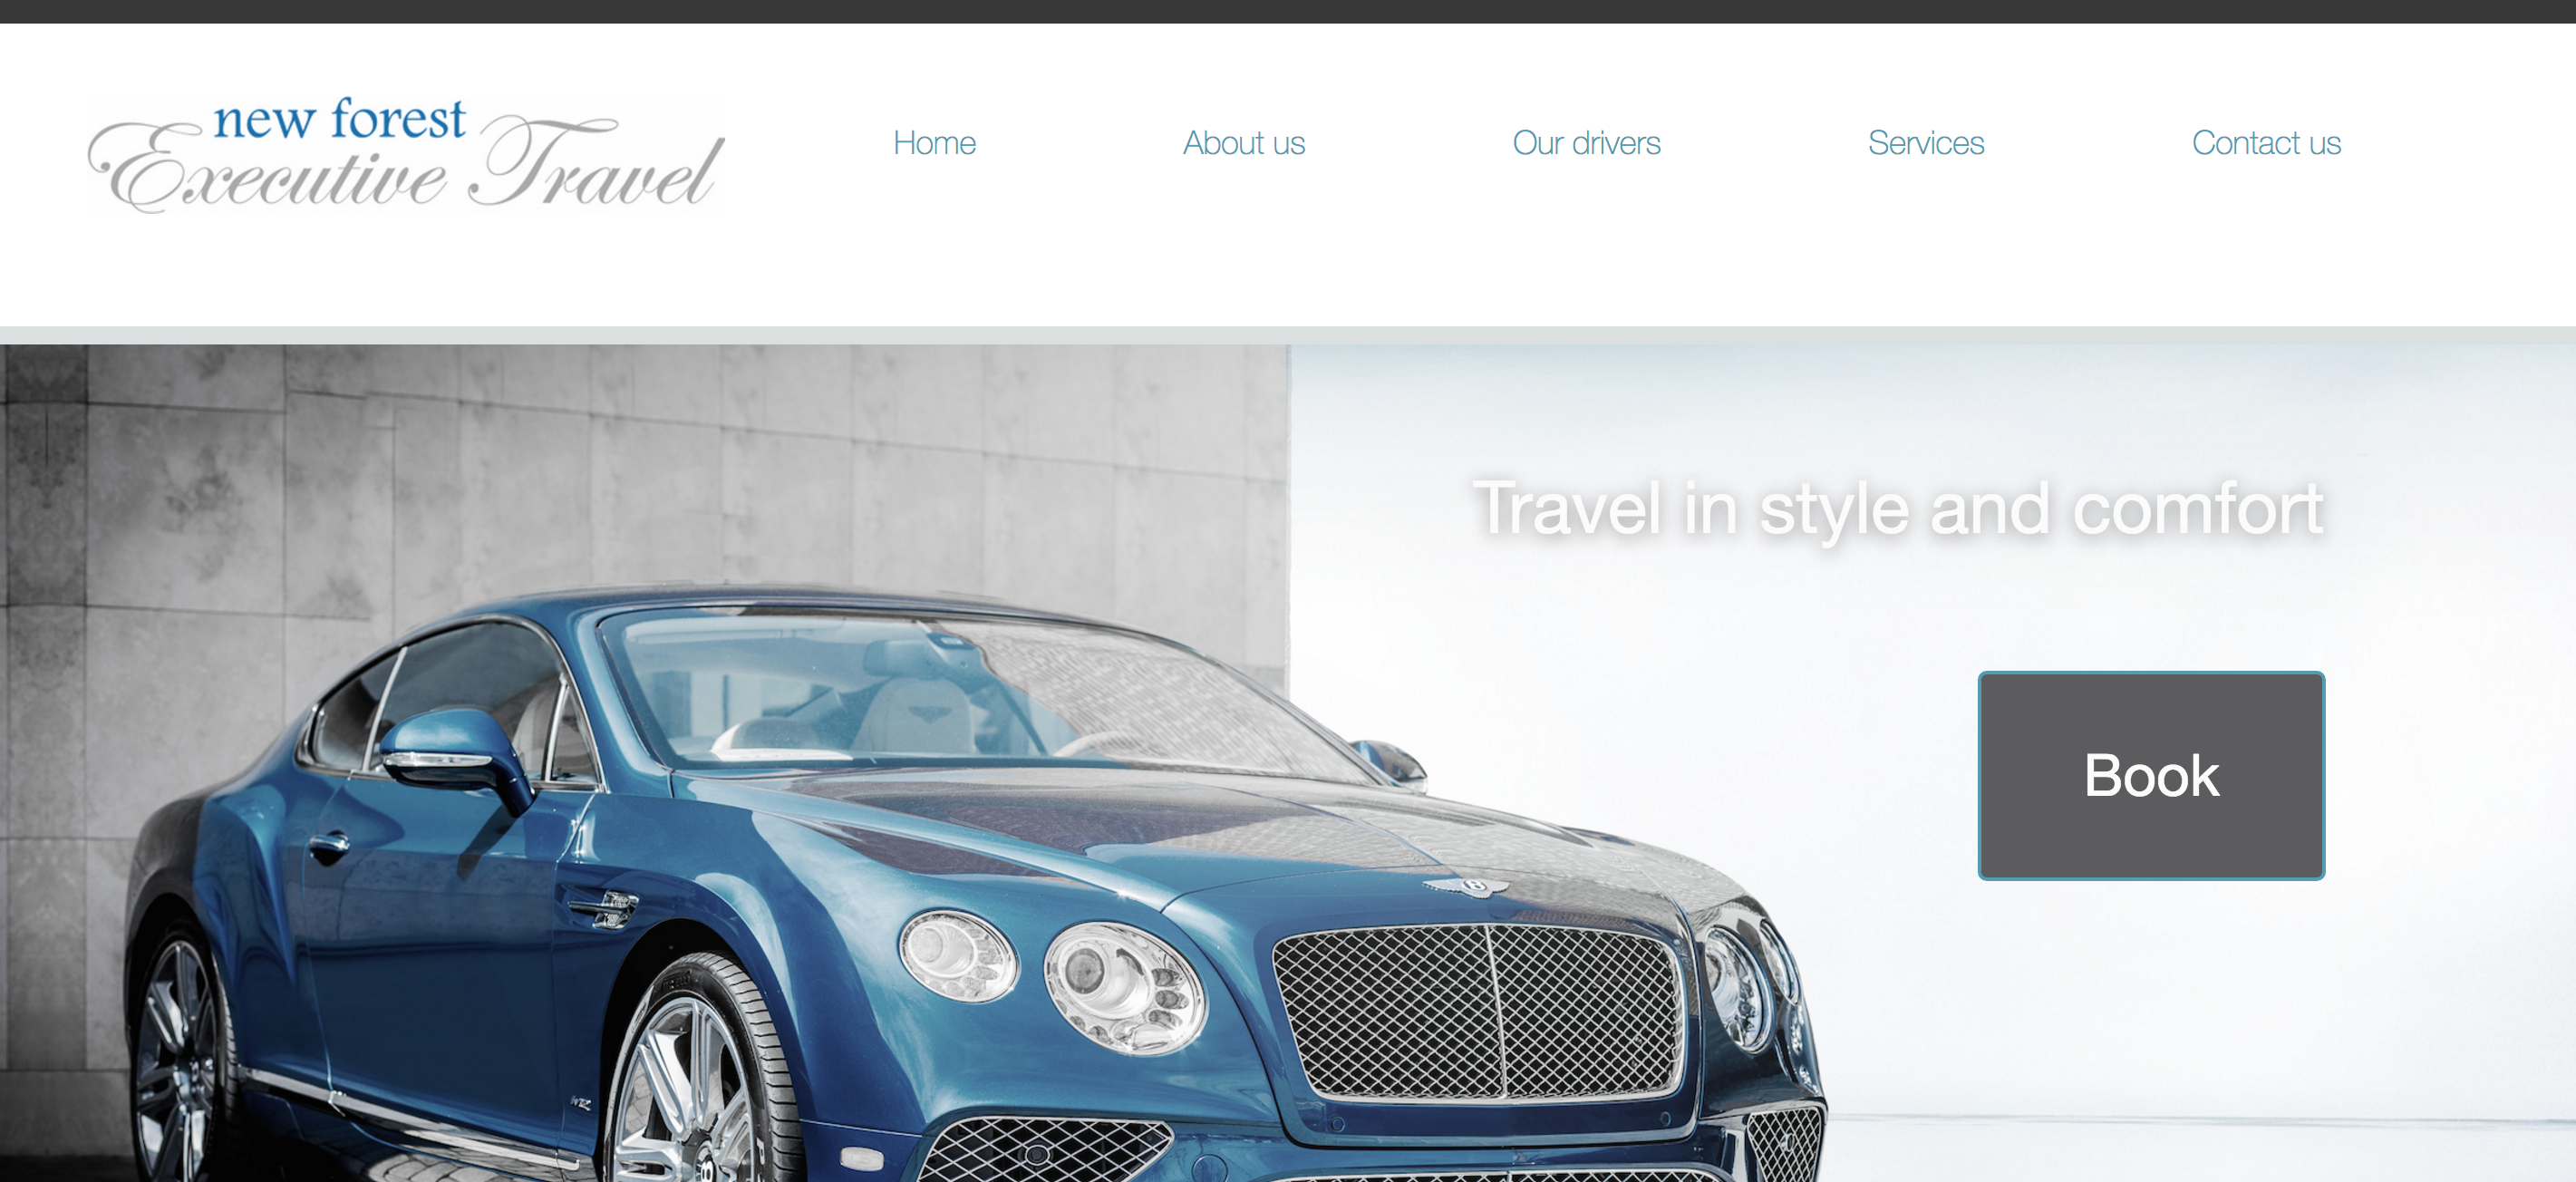 new forest
Executive Travel
Home
About us
Our drivers
Services
Contact us
Travel in style and comfort
Book